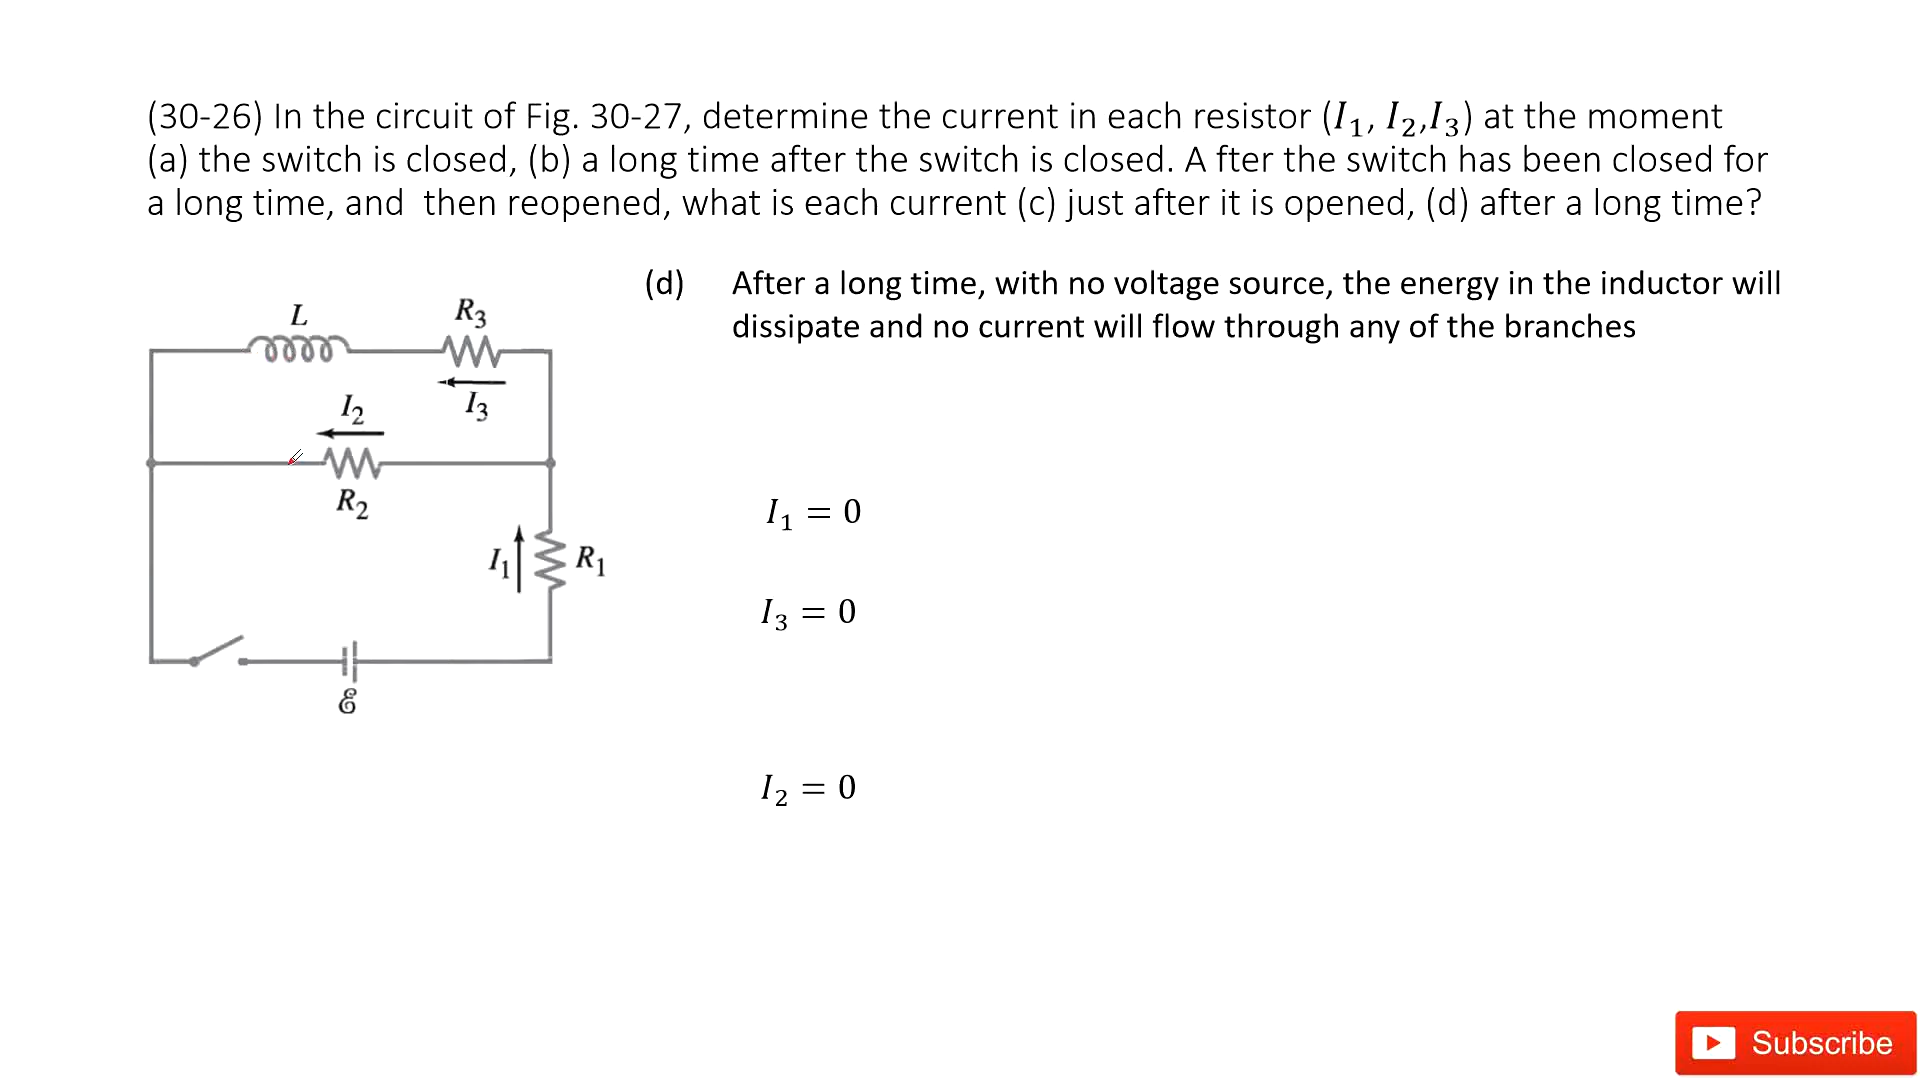 (30-26) In the circuit of Fig. 30-27, determine the current in each resistor (I₁, I₂,I₃) at the moment
(a) the switch is closed, (b) a long time after the switch is closed. A fter the switch has been closed for
a long time, and  then reopened, what is each current (c) just after it is opened, (d) after a long time?
(d) After a long time, with no voltage source, the energy in the inductor will
dissipate and no current will flow through any of the branches
L
R₃
I₃
I₂
R₂
I₁
R₁
ℰ
I₁ = 0
I₃ = 0
I₂ = 0
Subscribe